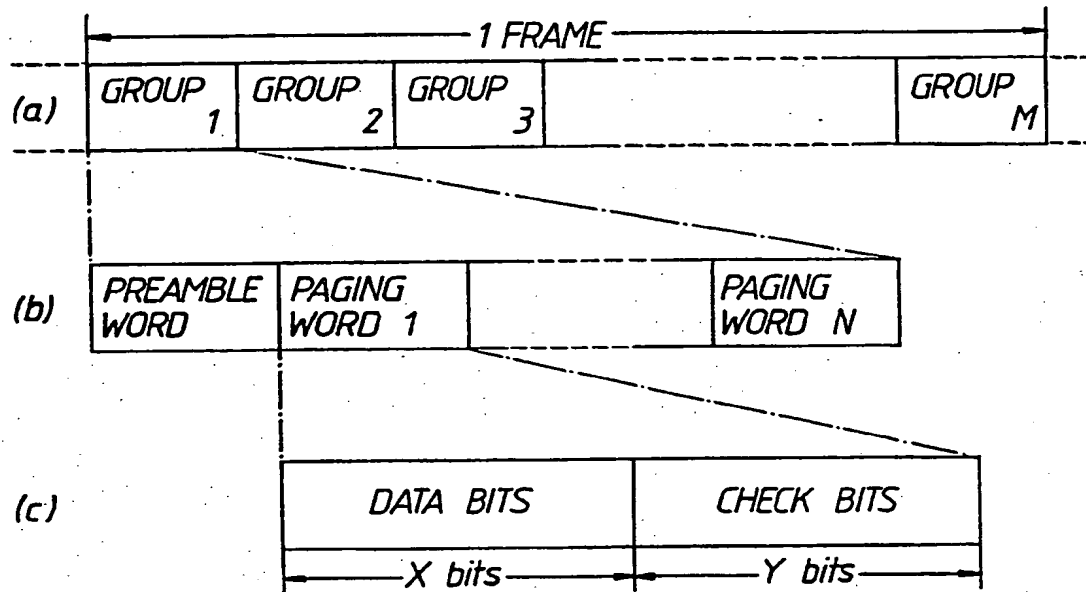 1 FRAME
(a)
GROUP 1
GROUP 2
GROUP 3
GROUP M
(b)
PREAMBLE
WORD
PAGING
WORD 1
PAGING
WORD N
(c)
DATA BITS
CHECK BITS
X bits
Y bits